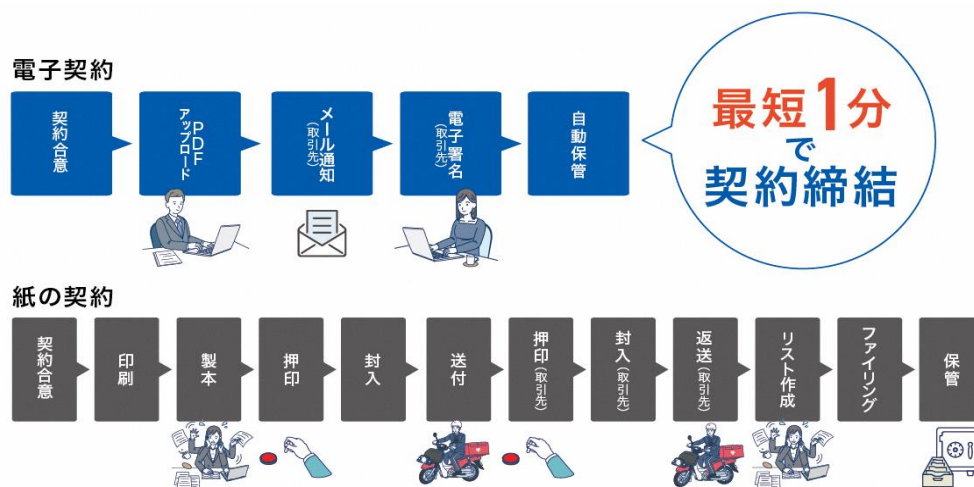 電子契約
契約合意
PDF
アップロード
メール通知
(取引先)
電子署名
(取引先)
自動保管
最短1分
で
契約締結
紙の契約
契約合意
印刷
製本
押印
封入
送付
押印(取引先)
封入(取引先)
返送(取引先)
リスト作成
ファイリング
保管